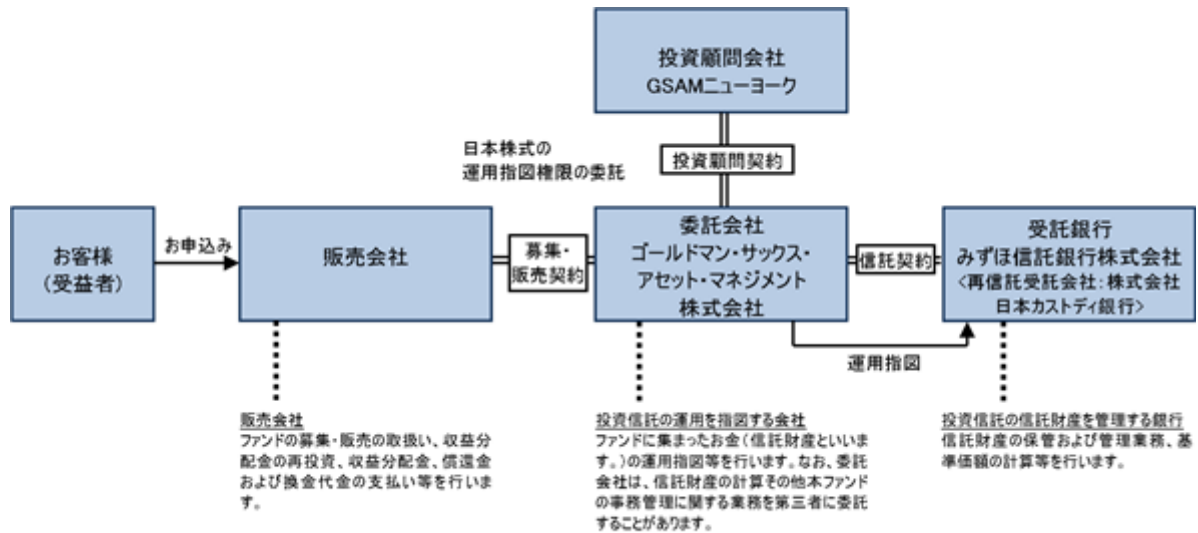 投資顧問会社
GSAMニューヨーク
日本株式の
運用指図権限の委託
投資顧問契約
お客様
（受益者）
お申込み
販売会社
募集・
販売契約
委託会社
ゴールドマン・サックス・
アセット・マネジメント
株式会社
信託契約
受託銀行
みずほ信託銀行株式会社
<再信託受託会社：株式会社
日本カストディ銀行>
運用指図
販売会社
ファンドの募集・販売の取扱い、収益分
配金の再投資、収益分配金、償還金
および換金代金の支払い等を行いま
す。
投資信託の運用を指図する会社
ファンドに集まったお金（信託財産といいま
す。）の運用指図等を行います。なお、委託
会社は、信託財産の計算その他本ファンド
の事務管理に関する業務を第三者に委託
することがあります。
投資信託の信託財産を管理する銀行
信託財産の保管および管理業務、基
準価額の計算等を行います。